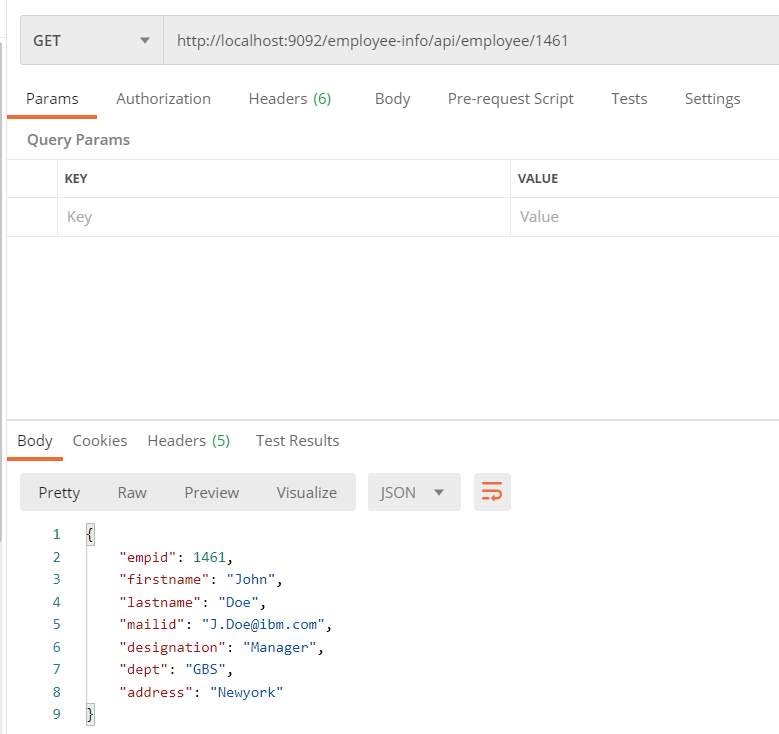 GET http://localhost:9092/employee-info/api/employee/1461
Params Authorization Headers (6) Body Pre-request Script Tests Settings
Query Params
KEY VALUE
Key Value
Body Cookies Headers (5) Test Results
Pretty Raw Preview Visualize JSON
1 {
2 "empid": 1461,
3 "firstname": "John",
4 "lastname": "Doe",
5 "mailid": "J.Doe@ibm.com",
6 "designation": "Manager",
7 "dept": "GBS",
8 "address": "Newyork"
9 }